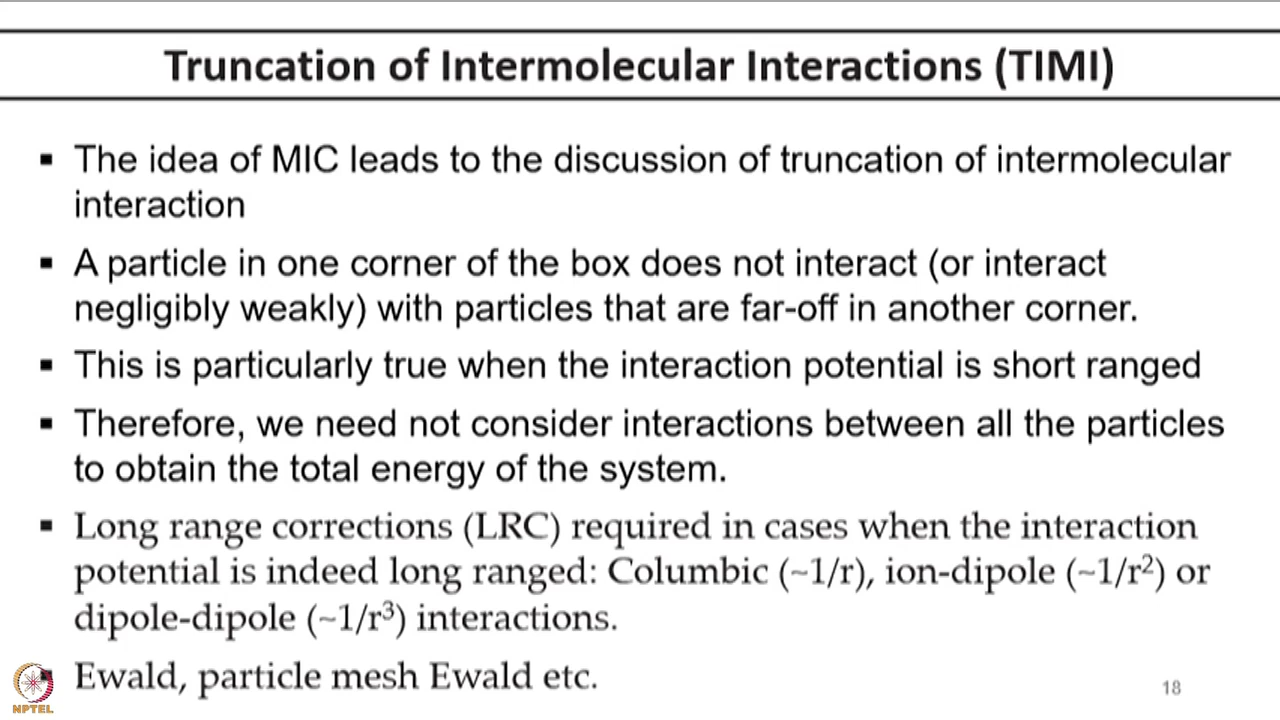 Truncation of Intermolecular Interactions (TIMI)
▪ The idea of MIC leads to the discussion of truncation of intermolecular
interaction
▪ A particle in one corner of the box does not interact (or interact
negligibly weakly) with particles that are far-off in another corner.
▪ This is particularly true when the interaction potential is short ranged
▪ Therefore, we need not consider interactions between all the particles
to obtain the total energy of the system.
▪ Long range corrections (LRC) required in cases when the interaction
potential is indeed long ranged: Columbic (~1/r), ion-dipole (~1/r²) or
dipole-dipole (~1/r³) interactions.
▪ Ewald, particle mesh Ewald etc.
NPTEL
18